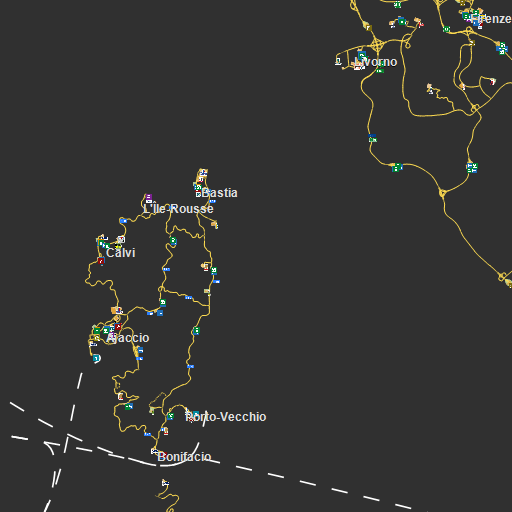 Firenze
Livorno
Bastia
L'Île-Rousse
Calvi
Ajaccio
Porto-Vecchio
Bonifacio